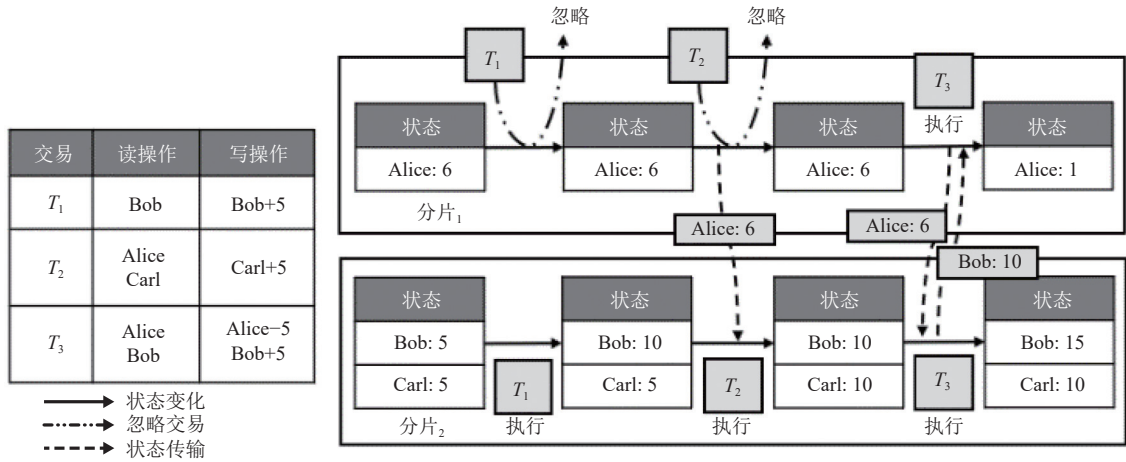 交易 读操作 写操作
T₁ Bob Bob+5
T₂ Alice Carl Carl+5
T₃ Alice Bob Alice−5 Bob+5
状态变化
忽略交易
状态传输
忽略 忽略
T₁ T₂ T₃
执行
状态 状态 状态 状态
Alice: 6 Alice: 6 Alice: 6 Alice: 1
分片₁
Alice: 6 Alice: 6
Bob: 10
状态 状态 状态 状态
Bob: 5 Bob: 10 Bob: 10 Bob: 15
Carl: 5 Carl: 5 Carl: 10 Carl: 10
T₁ T₂ T₃
分片₂ 执行 执行 执行